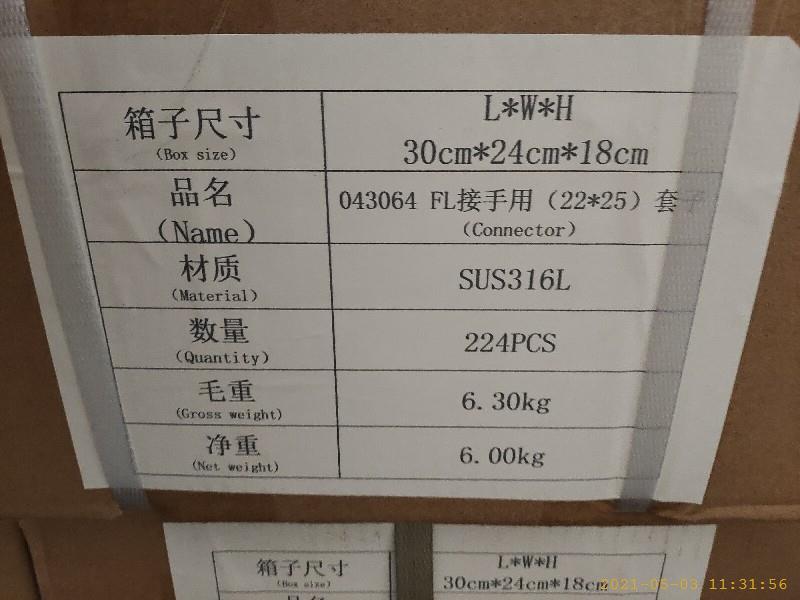 箱子尺寸
(Box size)
L*W*H
30cm*24cm*18cm
品名
(Name)
043064 FL接手用（22*25）套子
(Connector)
材质
(Material)
SUS316L
数量
(Quantity)
224PCS
毛重
(Gross weight)
6.30kg
净重
(Net weight)
6.00kg
箱子尺寸
(Box size)
L*W*H
30cm*24cm*18cm
2021-05-03 11:31:56